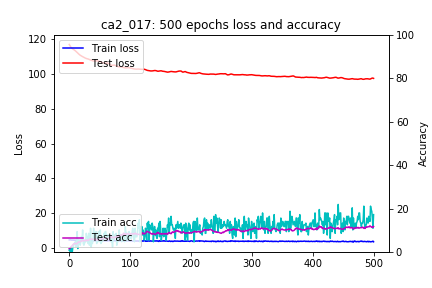 ca2_017: 500 epochs loss and accuracy
120
100
80
60
40
20
0
Loss
100
80
60
40
20
0
Accuracy
0
100
200
300
400
500
Train loss
Test loss
Train acc
Test acc